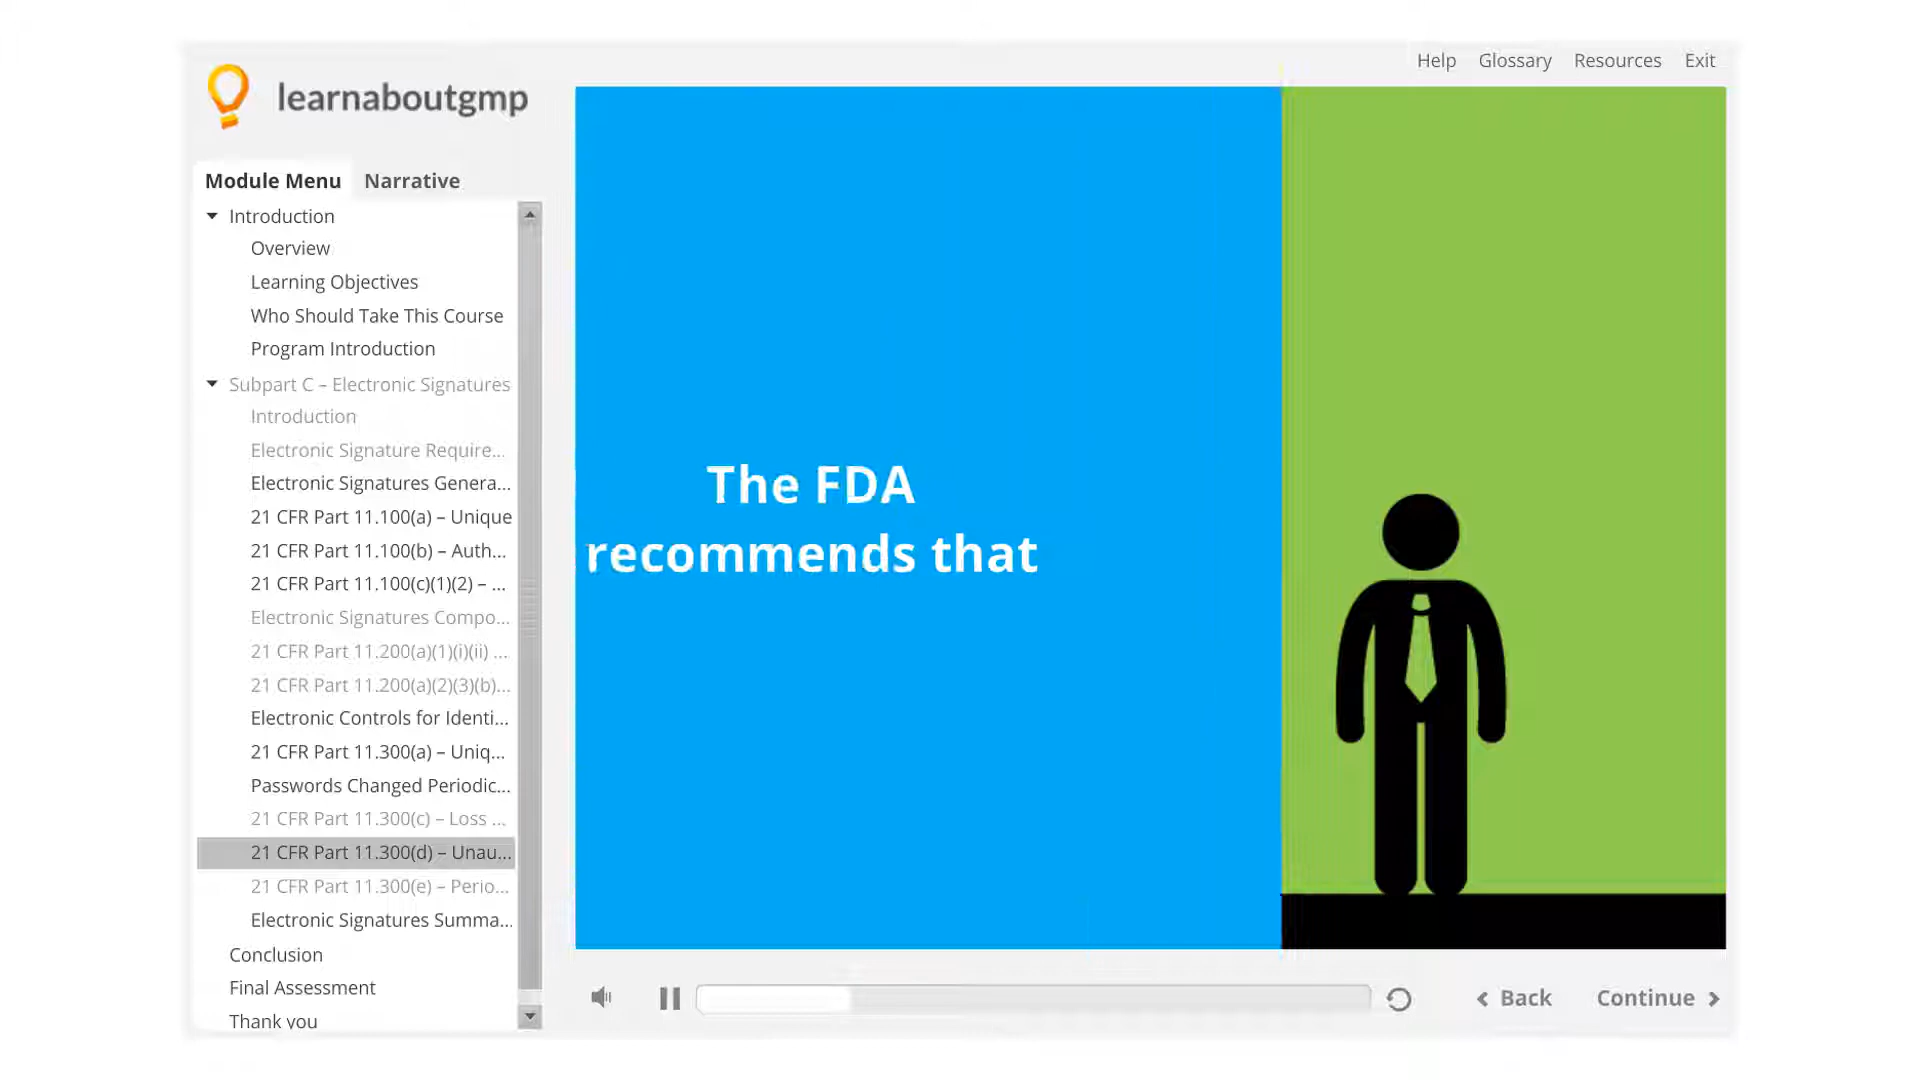 Help Glossary Resources Exit
learnaboutgmp
Module Menu Narrative
Introduction
Overview
Learning Objectives
Who Should Take This Course
Program Introduction
Subpart C – Electronic Signatures
Introduction
Electronic Signature Require...
Electronic Signatures Genera...
21 CFR Part 11.100(a) – Unique
21 CFR Part 11.100(b) – Auth...
21 CFR Part 11.100(c)(1)(2) – ...
Electronic Signatures Compo...
21 CFR Part 11.200(a)(1)(i)(ii) ...
21 CFR Part 11.200(a)(2)(3)(b)...
Electronic Controls for Identi...
21 CFR Part 11.300(a) – Uniq...
Passwords Changed Periodic...
21 CFR Part 11.300(c) – Loss ...
21 CFR Part 11.300(d) – Unau...
21 CFR Part 11.300(e) – Perio...
Electronic Signatures Summa...
Conclusion
Final Assessment
Thank you
The FDA
recommends that
Back Continue